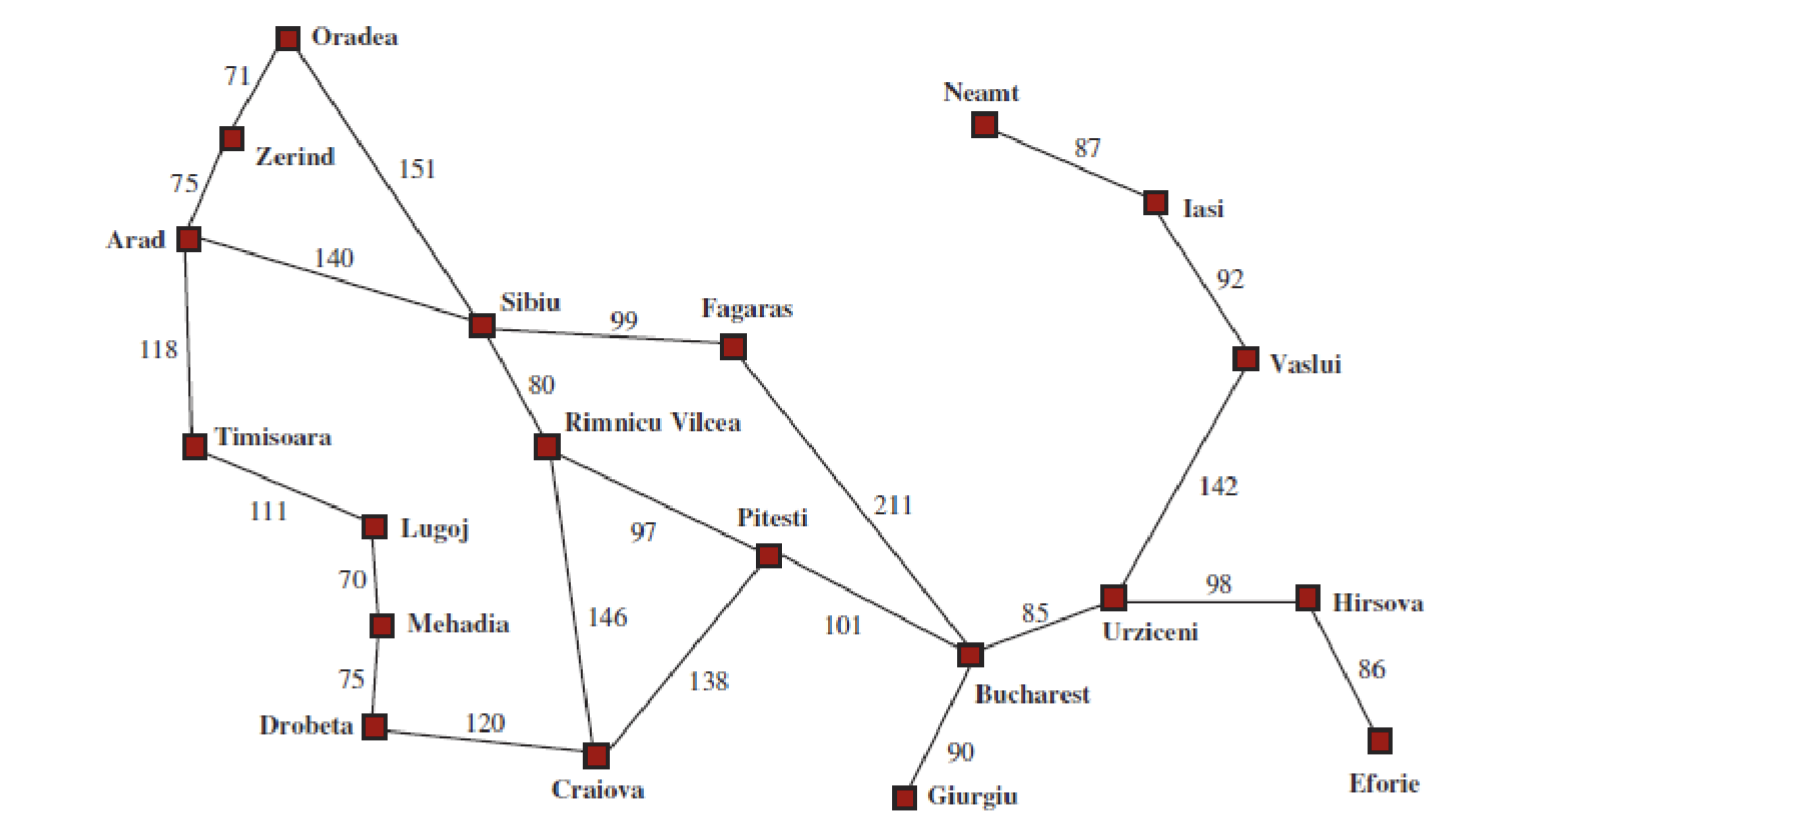 Oradea
71
Neamt
87
Zerind
151
75
Iasi
Arad
140
92
Sibiu
Fagaras
99
118
Vaslui
80
Rimnicu Vilcea
Timisoara
142
211
111
Pitesti
Lugoj
97
70
98
Hirsova
85
146
101
Mehadia
Urziceni
86
75
138
Bucharest
Drobeta
120
90
Eforie
Craiova
Giurgiu